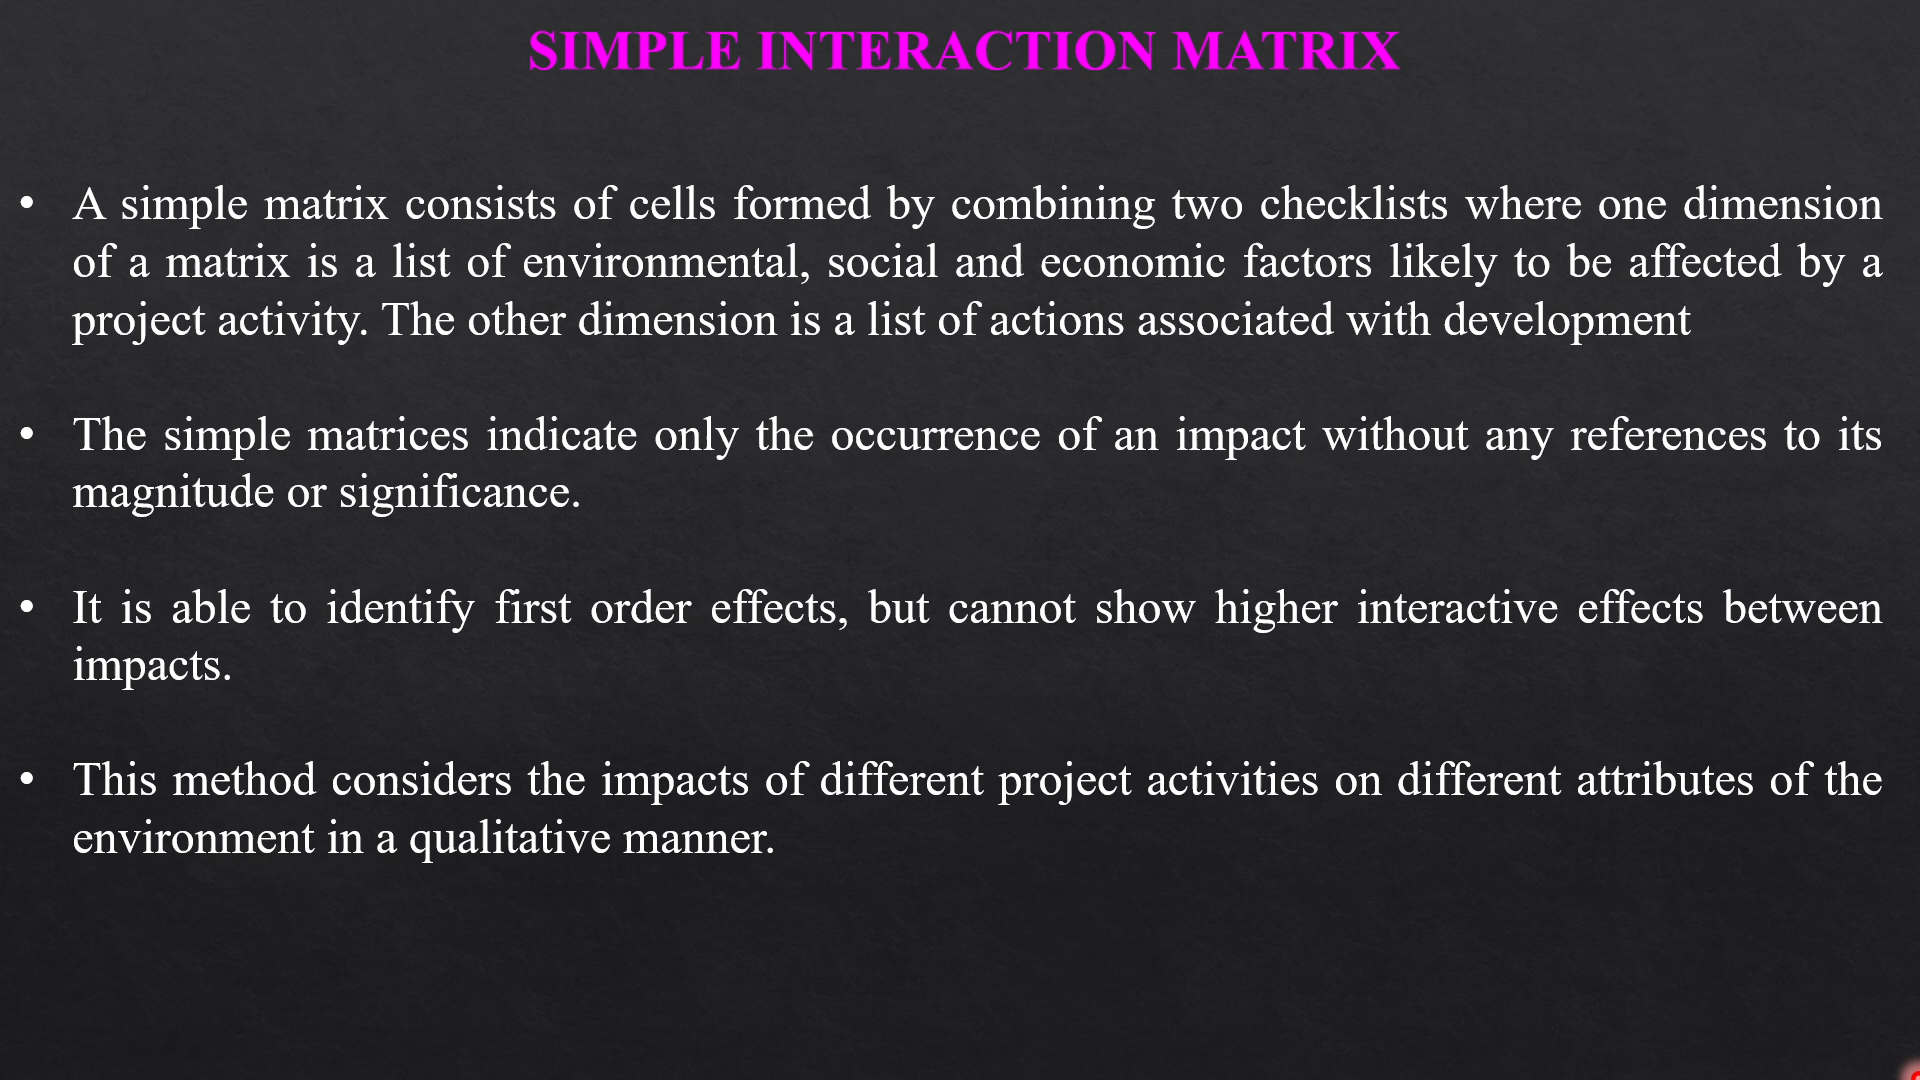 SIMPLE INTERACTION MATRIX
• A simple matrix consists of cells formed by combining two checklists where one dimension
of a matrix is a list of environmental, social and economic factors likely to be affected by a
project activity. The other dimension is a list of actions associated with development
• The simple matrices indicate only the occurrence of an impact without any references to its
magnitude or significance.
• It is able to identify first order effects, but cannot show higher interactive effects between
impacts.
• This method considers the impacts of different project activities on different attributes of the
environment in a qualitative manner.